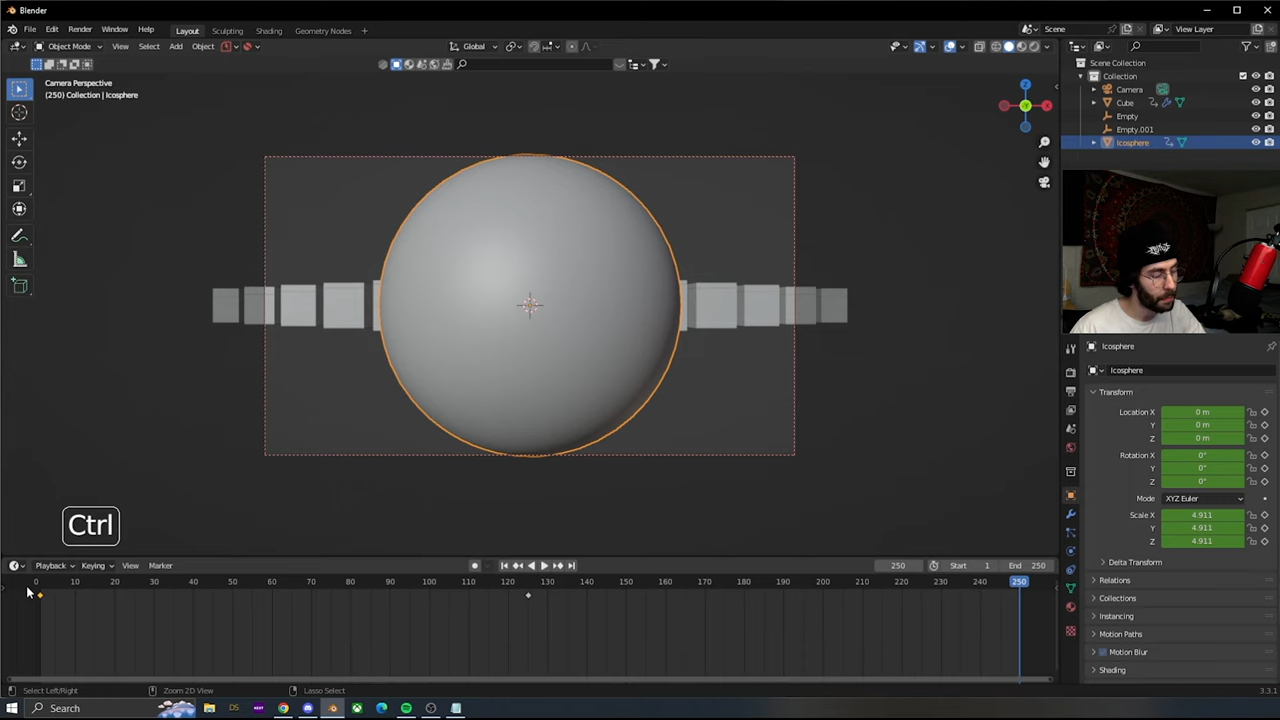 Blender
File Edit Render Window Help Layout Sculpting Shading Geometry Nodes + Scene View Layer
Object Mode View Select Add Object Global
Camera Perspective
(250) Collection | Icosphere
Z
X
Y
Scene Collection
Collection
Camera
Cube
Empty
Empty.001
Icosphere
Icosphere
Icosphere
Transform
Location X 0 m
Y 0 m
Z 0 m
Rotation X 0°
Y 0°
Z 0°
Mode XYZ Euler
Scale X 4.911
Y 4.911
Z 4.911
Delta Transform
Relations
Collections
Instancing
Motion Paths
Motion Blur
Shading
Ctrl
Playback Keying View Marker 250 Start 1 End 250
0 10 20 30 40 50 60 70 80 90 100 110 120 130 140 150 160 170 180 190 200 210 220 230 240 250
Select Left/Right Zoom 2D View Lasso Select 3.3.1
Search DS NEXT